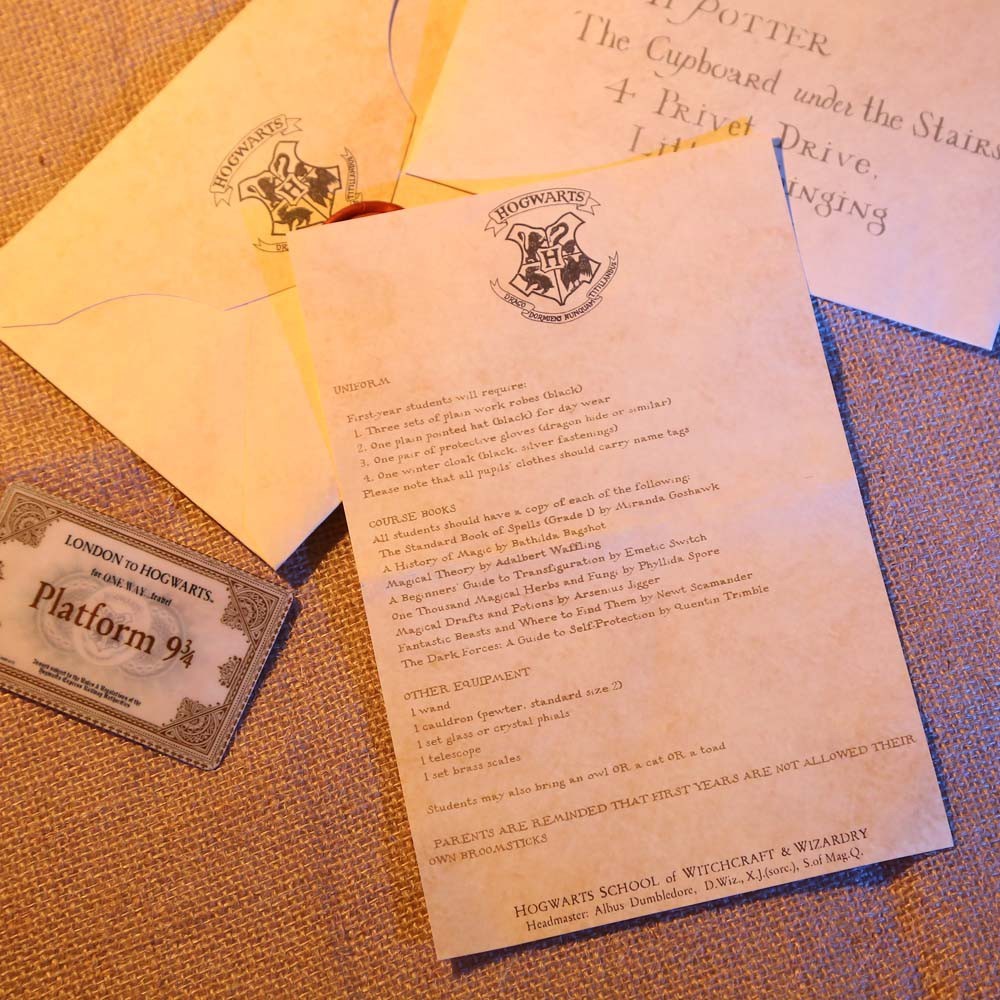 HOGWARTS
H
TITILLANDUS
H POTTER
The Cupboard under the Stairs
4 Privet Drive,
HOGWARTS
H
DRACO DORMIENS NUNQUAM TITILLANDUS
UNIFORM
First-year students will require:
1. Three sets of plain work robes (black)
2. One plain pointed hat (black) for day wear
3. One pair of protective gloves (dragon hide or similar)
4. One winter cloak (black, silver fastenings)
Please note that all pupils' clothes should carry name tags
COURSE BOOKS
All students should have a copy of each of the following:
The Standard Book of Spells (Grade 1) by Miranda Goshawk
A History of Magic by Bathilda Bagshot
Magical Theory by Adalbert Waffling
A Beginners' Guide to Transfiguration by Emetic Switch
One Thousand Magical Herbs and Fungi by Phyllida Spore
Magical Drafts and Potions by Arsenius Jigger
Fantastic Beasts and Where to Find Them by Newt Scamander
The Dark Forces: A Guide to Self-Protection by Quentin Trimble
OTHER EQUIPMENT
1 wand
1 cauldron (pewter, standard size 2)
1 set glass or crystal phials
1 telescope
1 set brass scales
Students may also bring an owl OR a cat OR a toad
PARENTS ARE REMINDED THAT FIRST YEARS ARE NOT ALLOWED THEIR
OWN BROOMSTICKS
HOGWARTS SCHOOL of WITCHCRAFT & WIZARDRY
Headmaster: Albus Dumbledore, D.Wiz., X.J.(sorc.), S.of Mag.Q.
LONDON to HOGWARTS
for ONE WAY travel
Platform 9¾